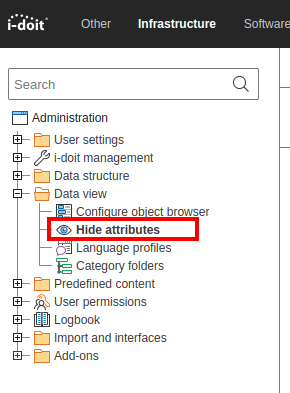 i-doit
Other
Infrastructure
Software
Search
Administration
User settings
i-doit management
Data structure
Data view
Configure object browser
Hide attributes
Language profiles
Category folders
Predefined content
User permissions
Logbook
Import and interfaces
Add-ons